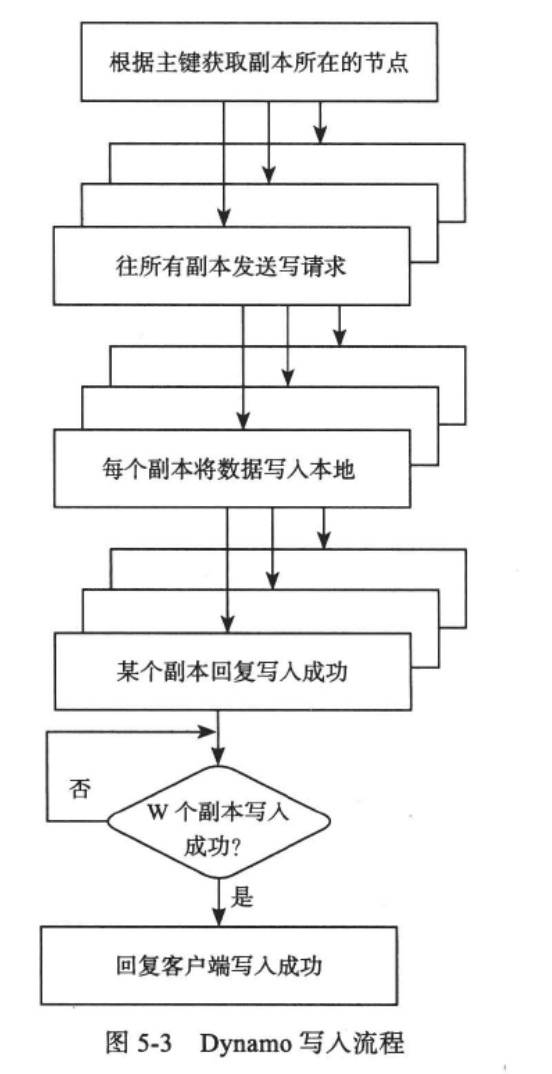 根据主键获取副本所在的节点
往所有副本发送写请求
每个副本将数据写入本地
某个副本回复写入成功
否
W 个副本写入
成功?
是
回复客户端写入成功
图 5-3 Dynamo 写入流程